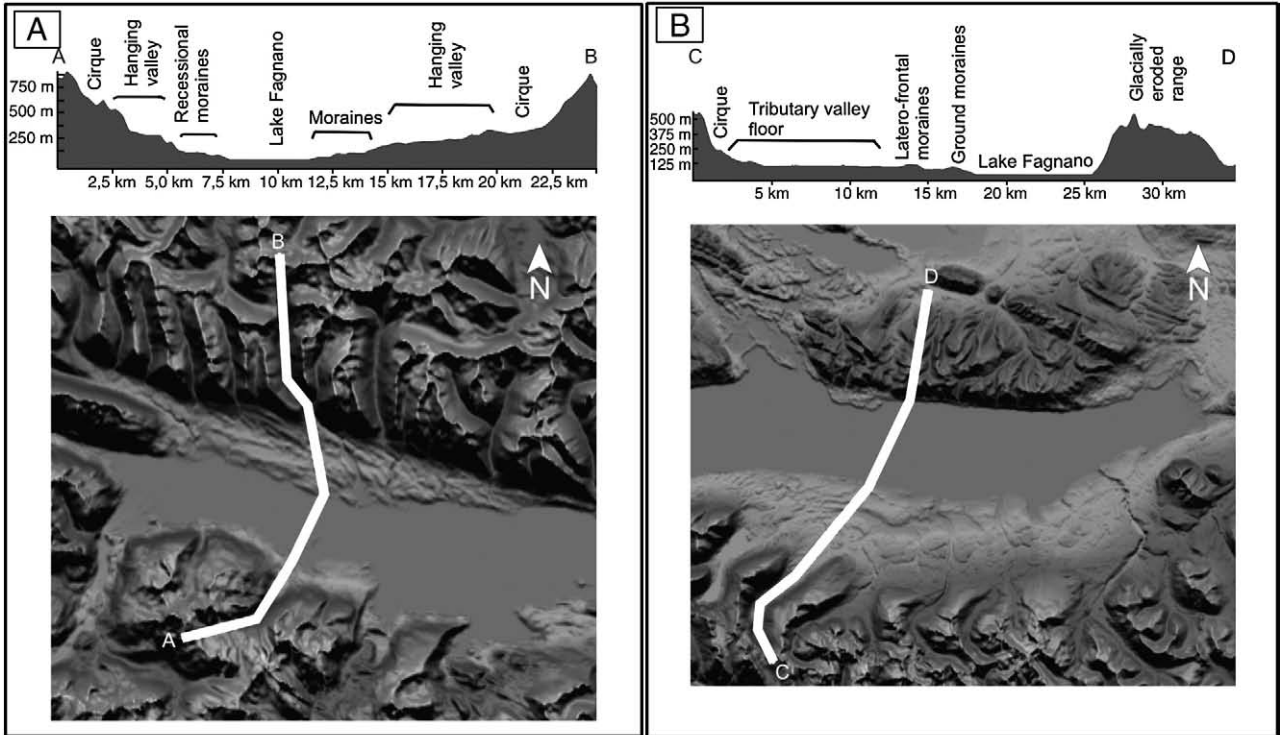 A
A
Cirque
Hanging
valley
Recessional
moraines
Lake Fagnano
Moraines
Hanging
valley
Cirque
B
750 m
500 m
250 m
2,5 km
5,0 km
7,5 km
10 km
12,5 km
15 km
17,5 km
20 km
22,5 km
B
N
A
B
C
Cirque
Tributary valley
floor
Latero-frontal
moraines
Ground moraines
Lake Fagnano
Glacially
eroded
range
D
500 m
375 m
250 m
125 m
5 km
10 km
15 km
20 km
25 km
30 km
D
N
C